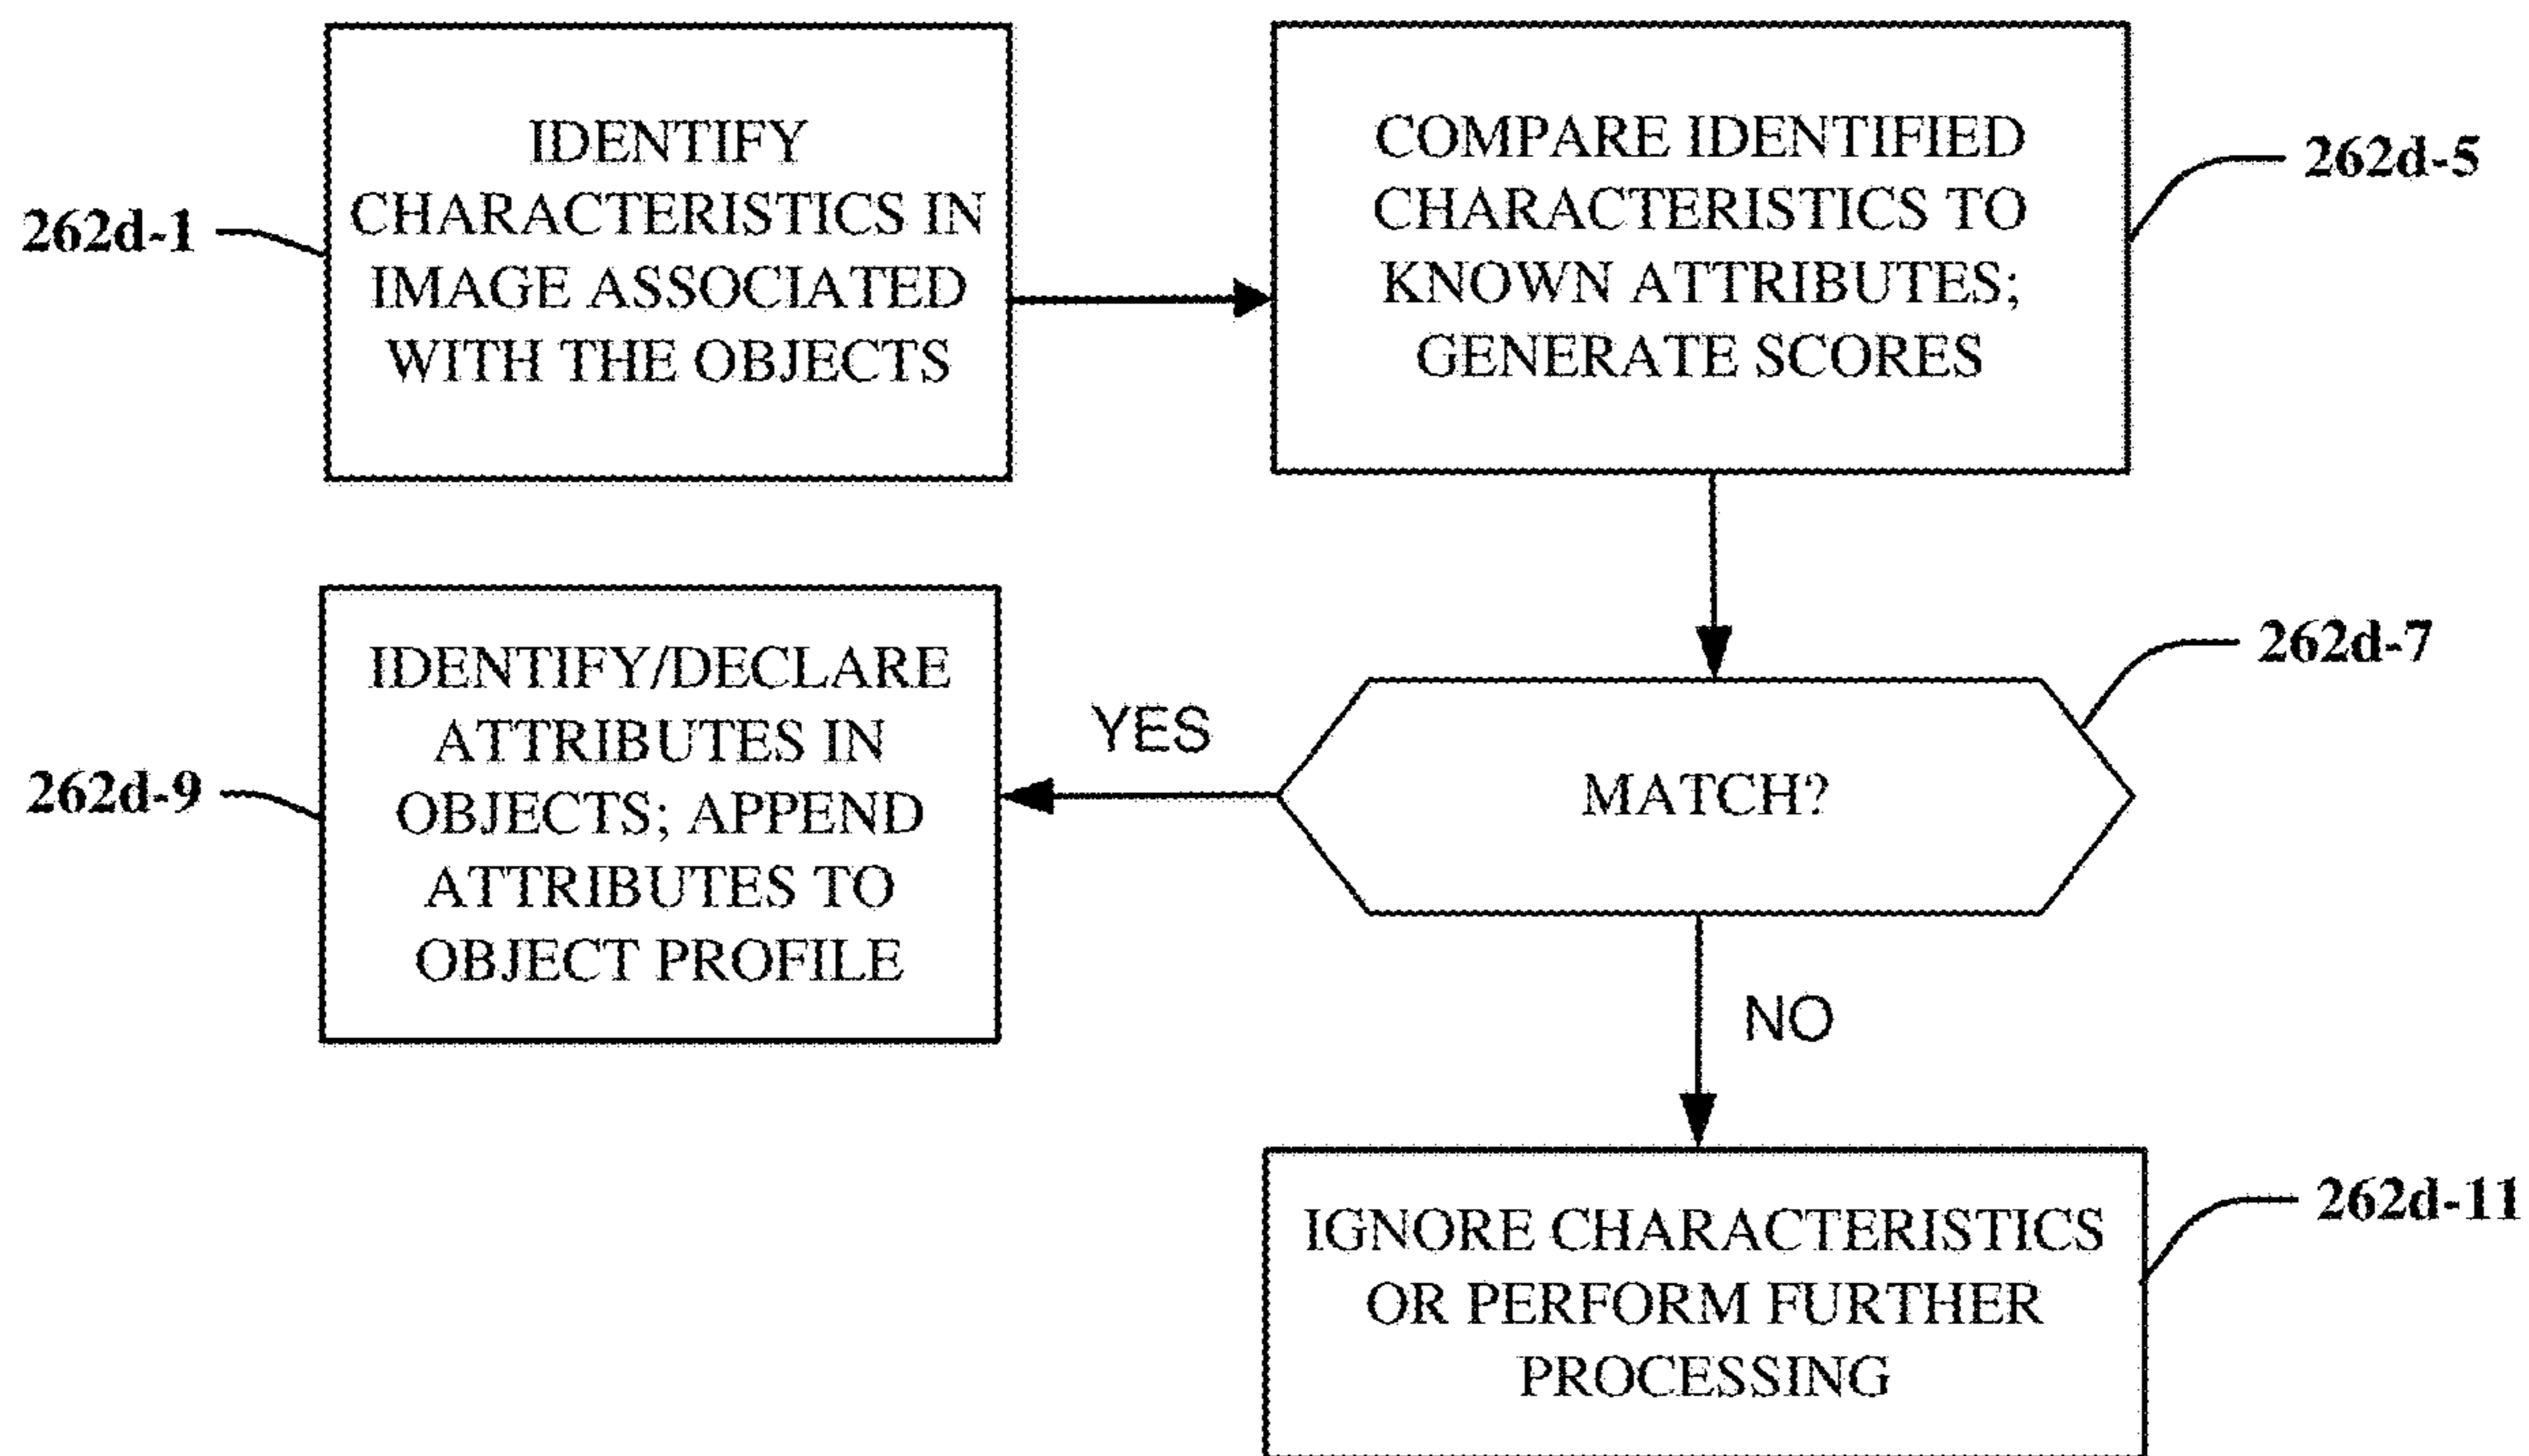 262d-1
IDENTIFY
CHARACTERISTICS IN
IMAGE ASSOCIATED
WITH THE OBJECTS
COMPARE IDENTIFIED
CHARACTERISTICS TO
KNOWN ATTRIBUTES;
GENERATE SCORES
262d-5
262d-7
MATCH?
YES
262d-9
IDENTIFY/DECLARE
ATTRIBUTES IN
OBJECTS; APPEND
ATTRIBUTES TO
OBJECT PROFILE
NO
262d-11
IGNORE CHARACTERISTICS
OR PERFORM FURTHER
PROCESSING